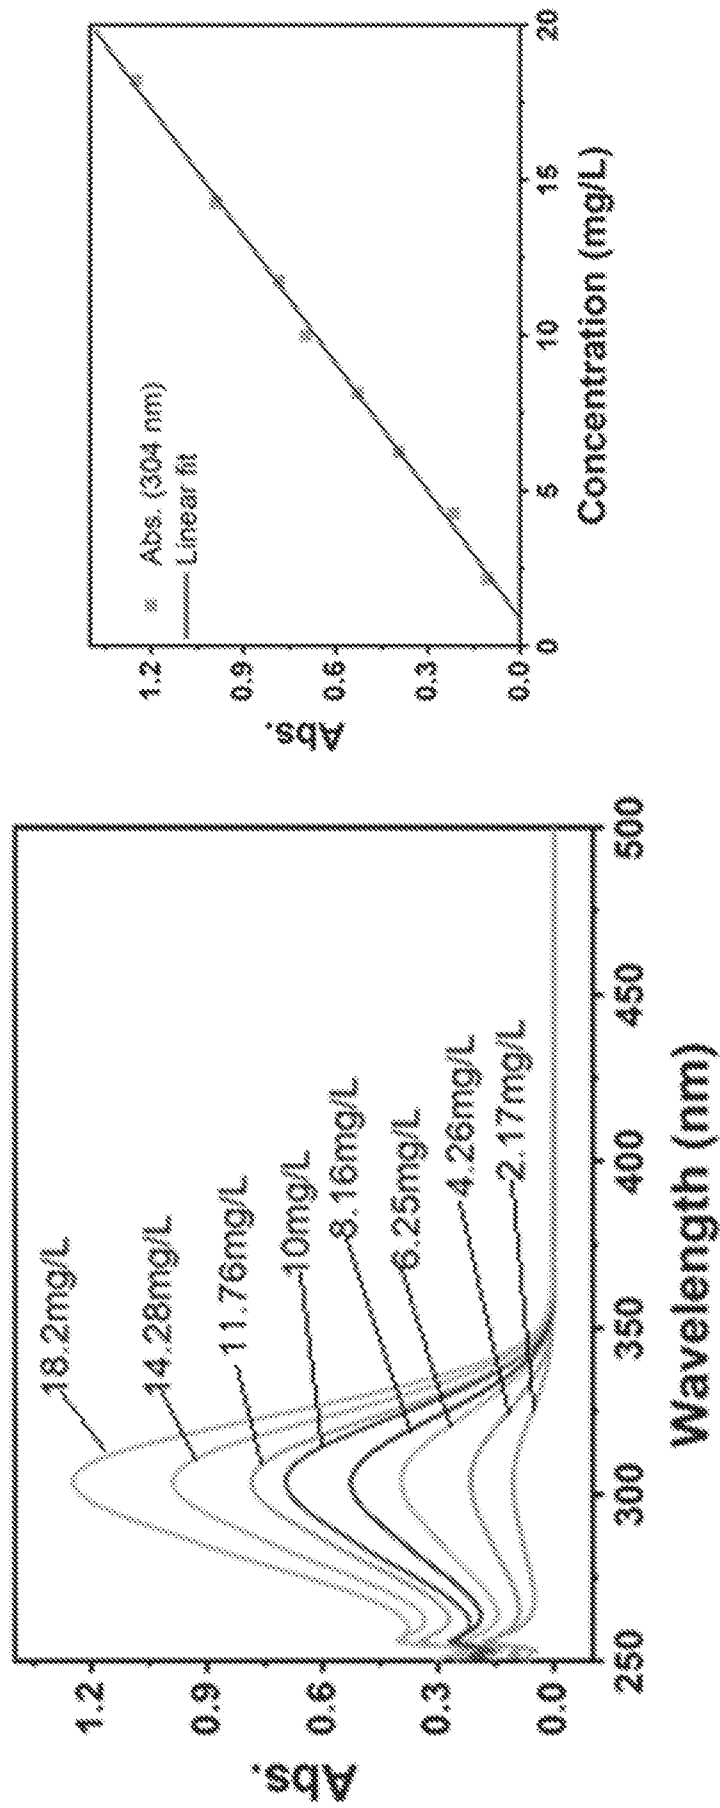 Abs.
1.2
0.9
0.6
0.3
0.0
250
300
350
400
450
500
Wavelength (nm)
18.2mg/L
14.28mg/L
11.76mg/L
10mg/L
8.16mg/L
6.25mg/L
4.26mg/L
2.17mg/L
Abs.
1.2
0.9
0.6
0.3
0.0
0
5
10
15
20
Concentration (mg/L)
Abs. (304 nm)
Linear fit